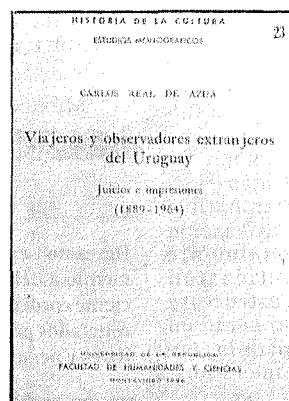 HISTORIA DE LA CULTURA
ESTUDIOS MONOGRAFICOS
23
CARLOS REAL DE AZUA
Viajeros y observadores extranjeros
del Uruguay
Juicios e impresiones
(1889-1964)
UNIVERSIDAD DE LA REPUBLICA
FACULTAD DE HUMANIDADES Y CIENCIAS
MONTEVIDEO